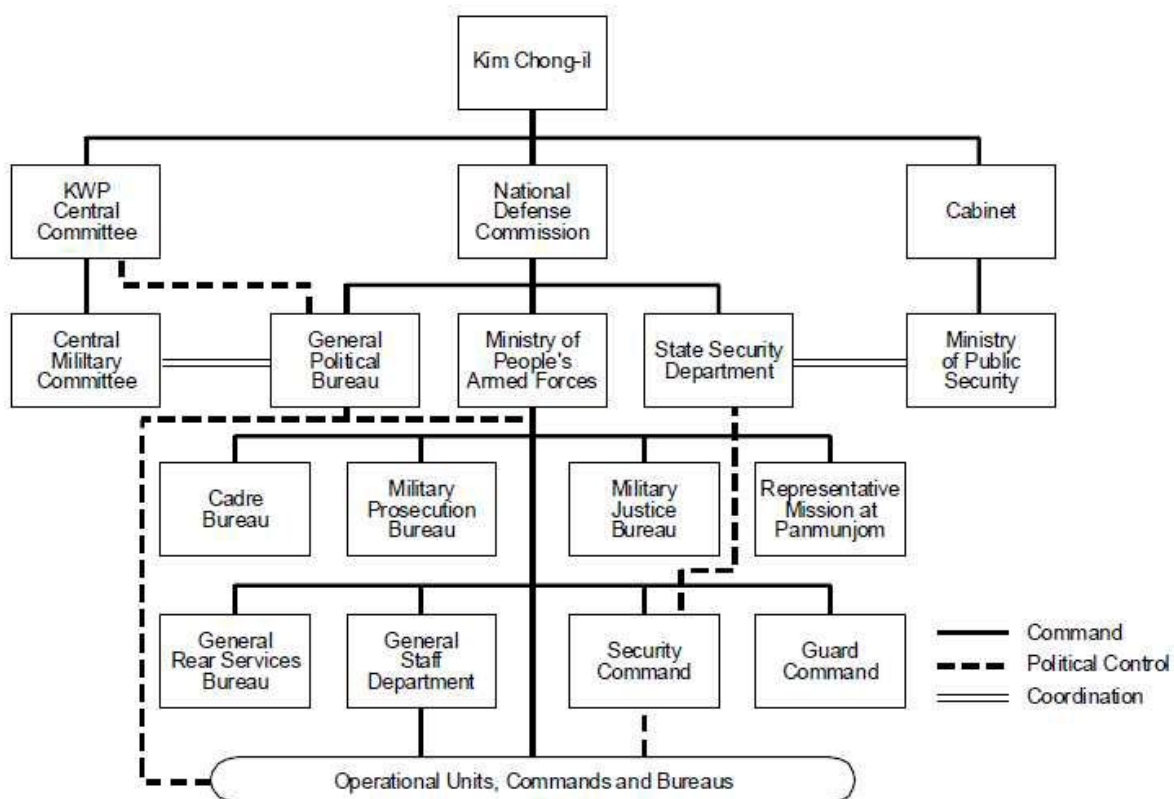 Kim Chong-il
KWP
Central
Committee
National
Defense
Commission
Cabinet
Central
Military
Committee
General
Political
Bureau
Ministry of
People's
Armed Forces
State Security
Department
Ministry
of Public
Security
Cadre
Bureau
Military
Prosecution
Bureau
Military
Justice
Bureau
Representative
Mission at
Panmunjom
General
Rear Services
Bureau
General
Staff
Department
Security
Command
Guard
Command
Command
Political Control
Coordination
Operational Units, Commands and Bureaus